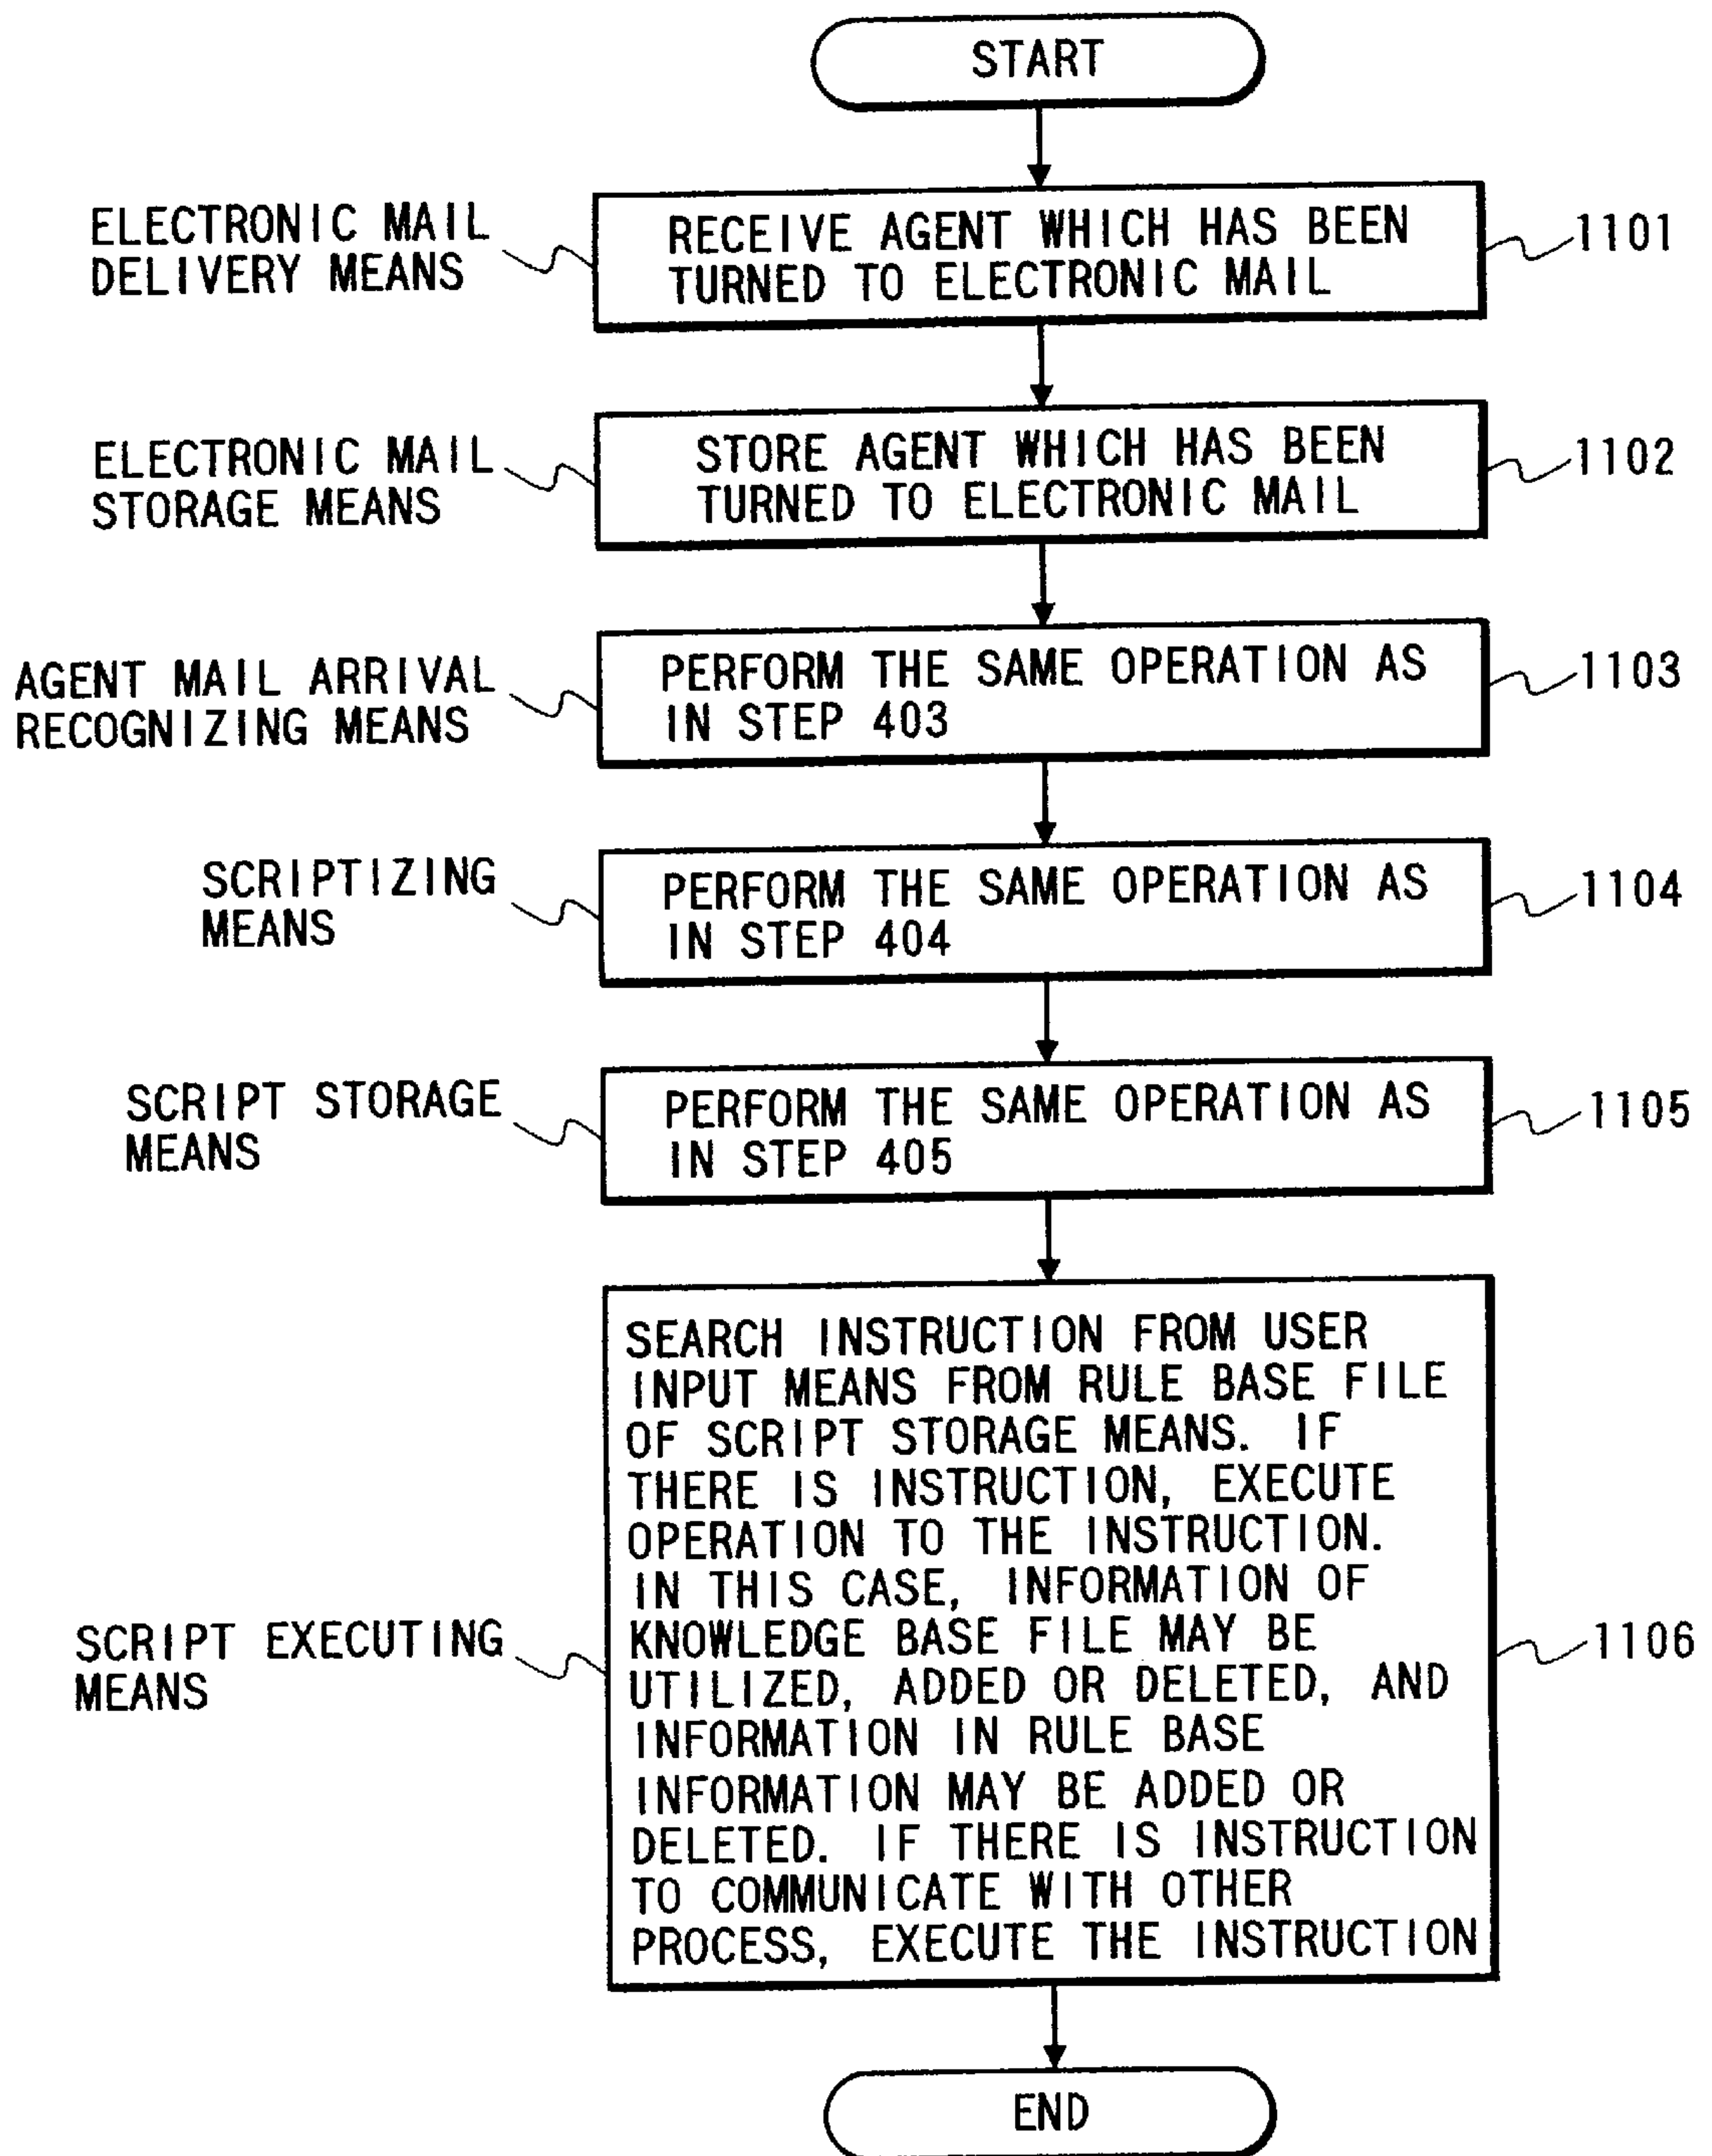 START
ELECTRONIC MAIL
DELIVERY MEANS
RECEIVE AGENT WHICH HAS BEEN
TURNED TO ELECTRONIC MAIL
1101
ELECTRONIC MAIL
STORAGE MEANS
STORE AGENT WHICH HAS BEEN
TURNED TO ELECTRONIC MAIL
1102
AGENT MAIL ARRIVAL
RECOGNIZING MEANS
PERFORM THE SAME OPERATION AS
IN STEP 403
1103
SCRIPTIZING
MEANS
PERFORM THE SAME OPERATION AS
IN STEP 404
1104
SCRIPT STORAGE
MEANS
PERFORM THE SAME OPERATION AS
IN STEP 405
1105
SCRIPT EXECUTING
MEANS
SEARCH INSTRUCTION FROM USER
INPUT MEANS FROM RULE BASE FILE
OF SCRIPT STORAGE MEANS. IF
THERE IS INSTRUCTION, EXECUTE
OPERATION TO THE INSTRUCTION.
IN THIS CASE, INFORMATION OF
KNOWLEDGE BASE FILE MAY BE
UTILIZED, ADDED OR DELETED, AND
INFORMATION IN RULE BASE
INFORMATION MAY BE ADDED OR
DELETED. IF THERE IS INSTRUCTION
TO COMMUNICATE WITH OTHER
PROCESS, EXECUTE THE INSTRUCTION
1106
END